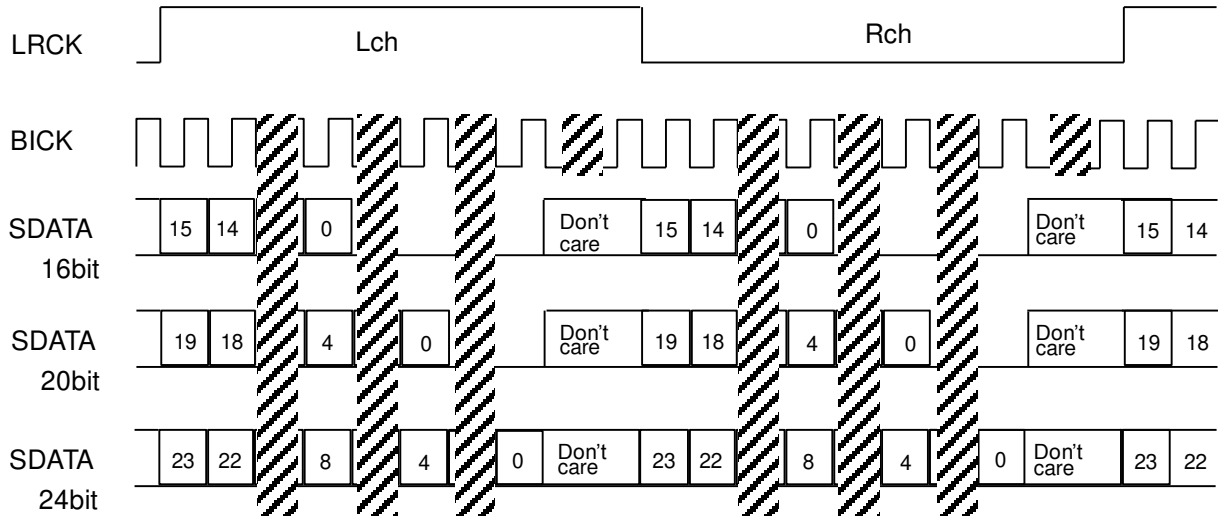 LRCK Lch Rch
BICK
SDATA 15 14 0 Don't care 15 14 0 Don't care 15 14
16bit
SDATA 19 18 4 0 Don't care 19 18 4 0 Don't care 19 18
20bit
SDATA 23 22 8 4 0 Don't care 23 22 8 4 0 Don't care 23 22
24bit